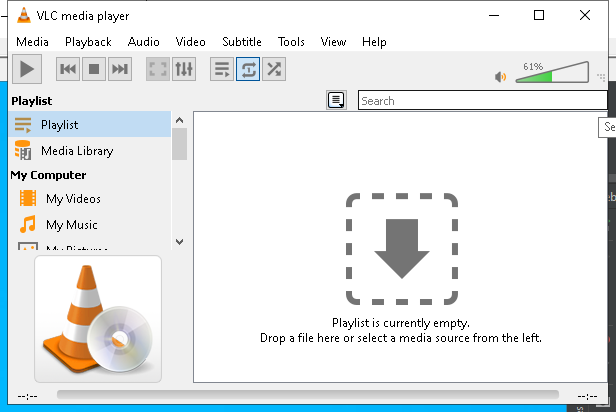 VLC media player
Media Playback Audio Video Subtitle Tools View Help
61%
Playlist
Search
Playlist
Se
Media Library
My Computer
My Videos
My Music
My Pictures
Playlist is currently empty.
Drop a file here or select a media source from the left.
--:-- --:--